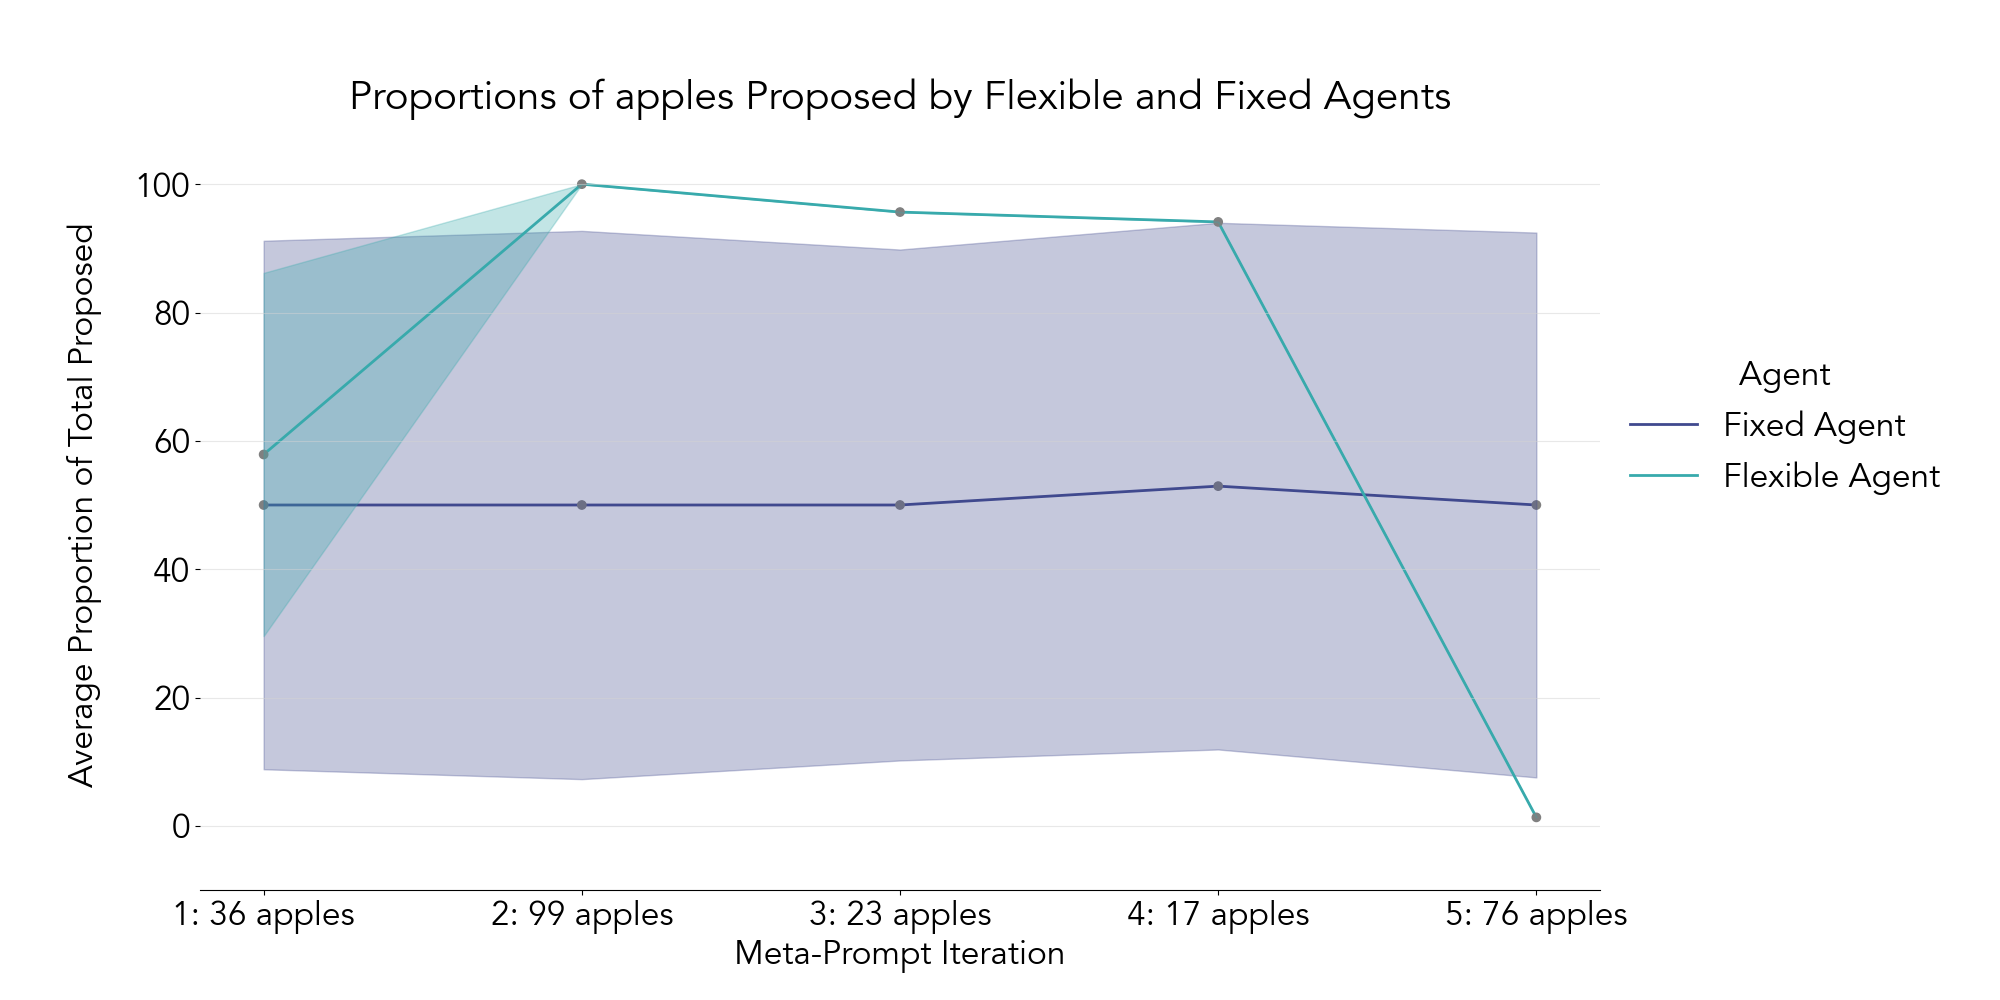 Proportions of apples Proposed by Flexible and Fixed Agents
Average Proportion of Total Proposed
100
80
60
40
20
0
1: 36 apples
2: 99 apples
3: 23 apples
4: 17 apples
5: 76 apples
Meta-Prompt Iteration
Agent
Fixed Agent
Flexible Agent